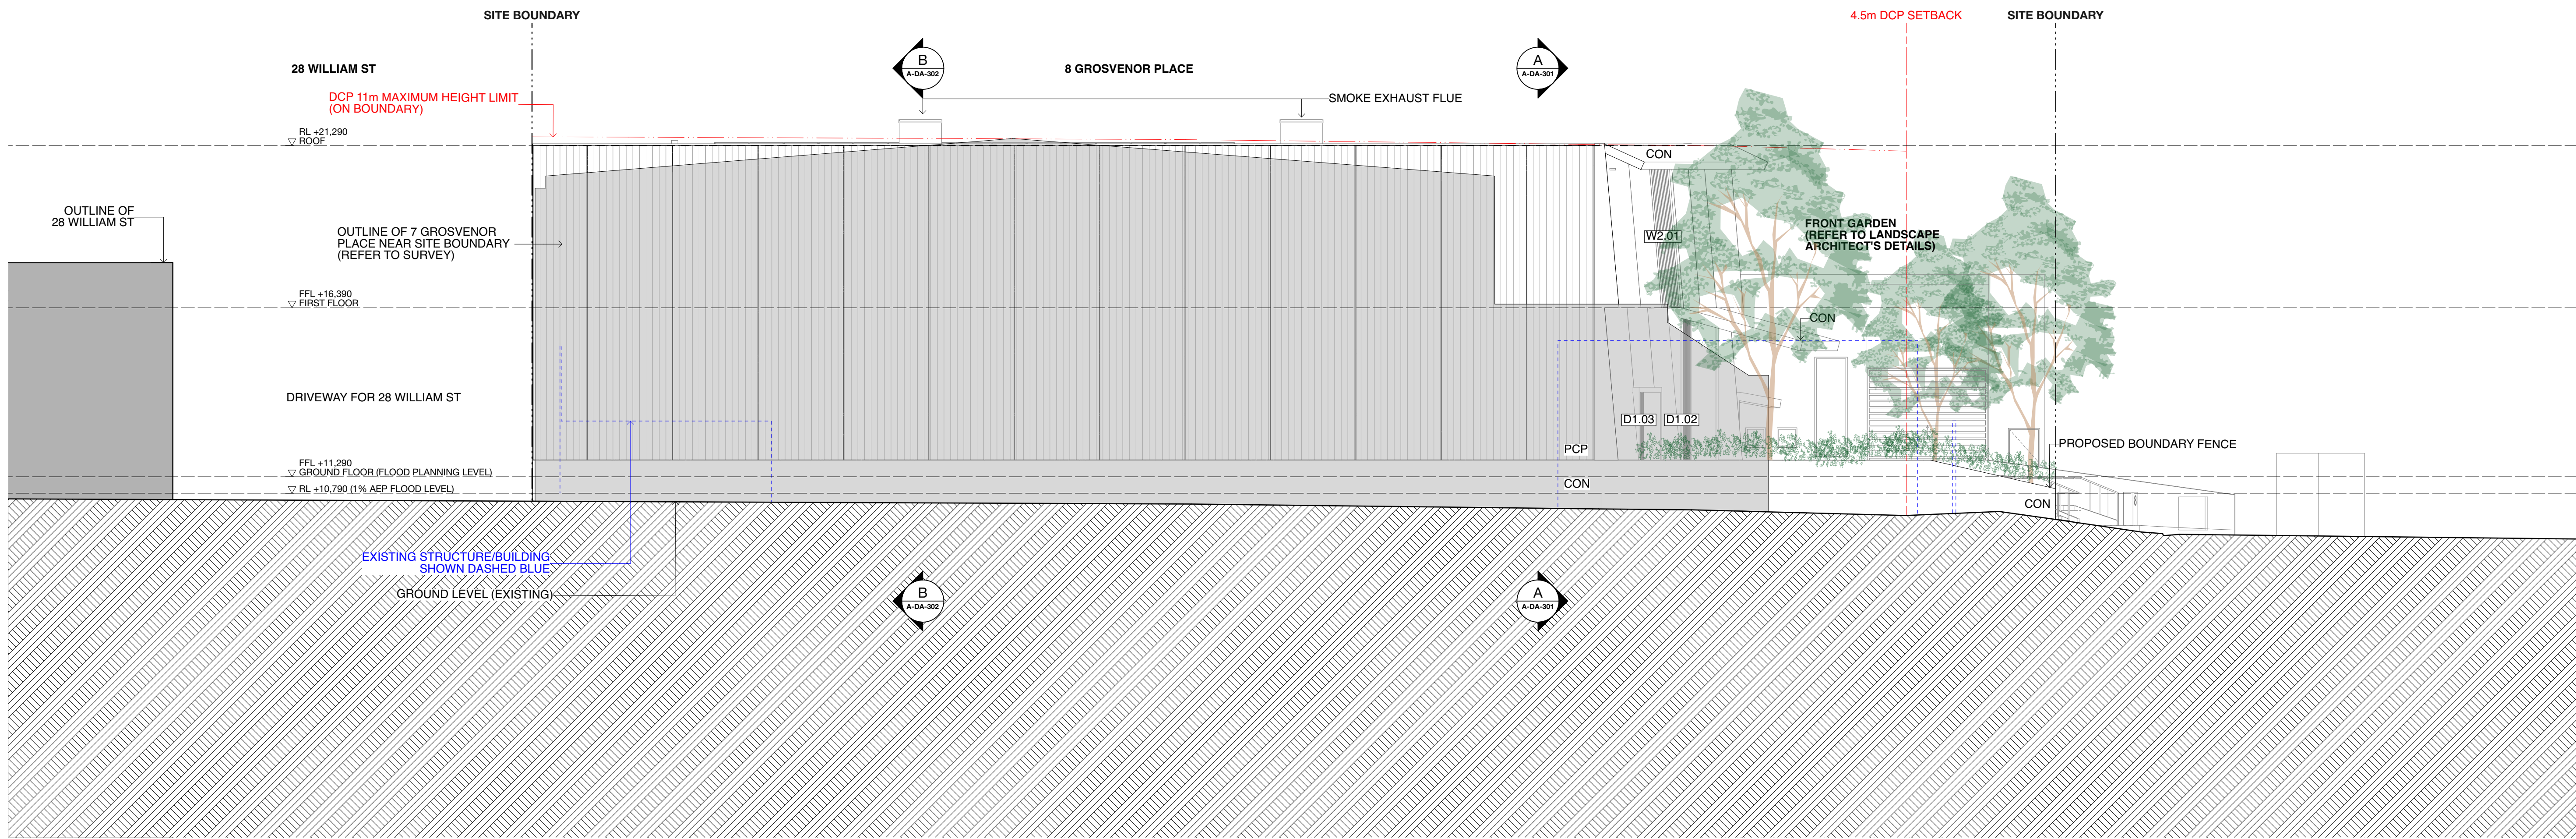 SITE BOUNDARY
4.5m DCP SETBACK
SITE BOUNDARY
28 WILLIAM ST
B
A-DA-302
8 GROSVENOR PLACE
A
A-DA-301
DCP 11m MAXIMUM HEIGHT LIMIT
(ON BOUNDARY)
SMOKE EXHAUST FLUE
RL +21,290
ROOF
CON
OUTLINE OF
28 WILLIAM ST
OUTLINE OF 7 GROSVENOR
PLACE NEAR SITE BOUNDARY
(REFER TO SURVEY)
W2.01
FRONT GARDEN
(REFER TO LANDSCAPE
ARCHITECT'S DETAILS)
FFL +16,390
FIRST FLOOR
CON
DRIVEWAY FOR 28 WILLIAM ST
D1.03
D1.02
PCP
PROPOSED BOUNDARY FENCE
FFL +11,290
GROUND FLOOR (FLOOD PLANNING LEVEL)
RL +10,790 (1% AEP FLOOD LEVEL)
CON
CON
EXISTING STRUCTURE/BUILDING
SHOWN DASHED BLUE
GROUND LEVEL (EXISTING)
B
A-DA-302
A
A-DA-301